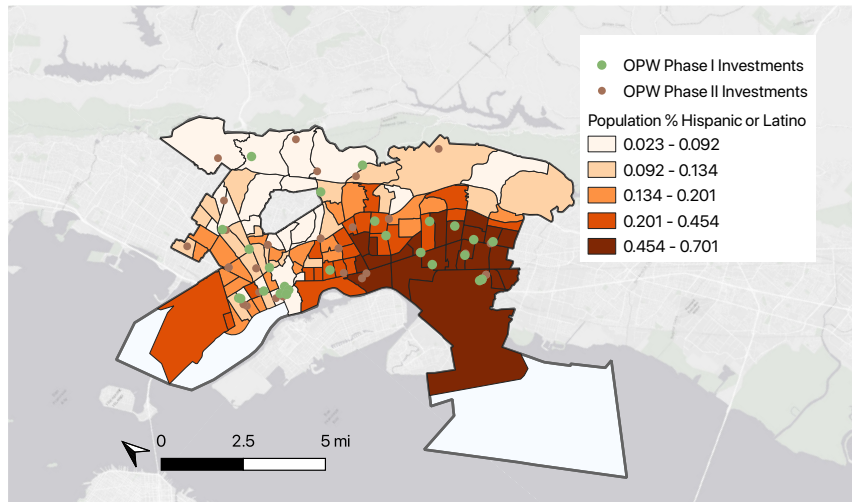 OPW Phase I Investments
OPW Phase II Investments
Population % Hispanic or Latino
0.023 - 0.092
0.092 - 0.134
0.134 - 0.201
0.201 - 0.454
0.454 - 0.701
0 2.5 5 mi